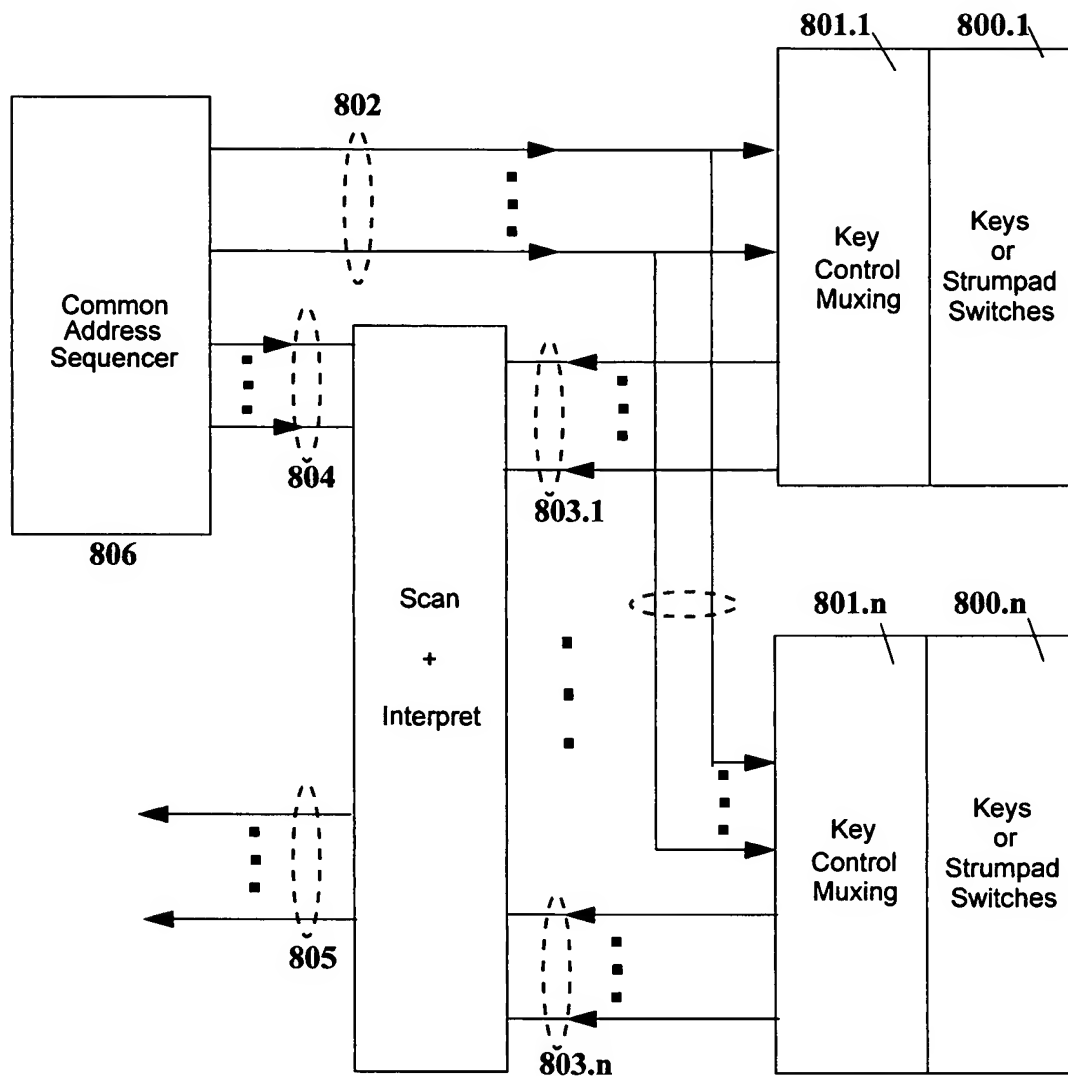 801.1
800.1
802
Common
Address
Sequencer
Key
Control
Muxing
Keys
or
Strumpad
Switches
804
803.1
806
Scan
+
Interpret
801.n
800.n
Key
Control
Muxing
Keys
or
Strumpad
Switches
805
803.n